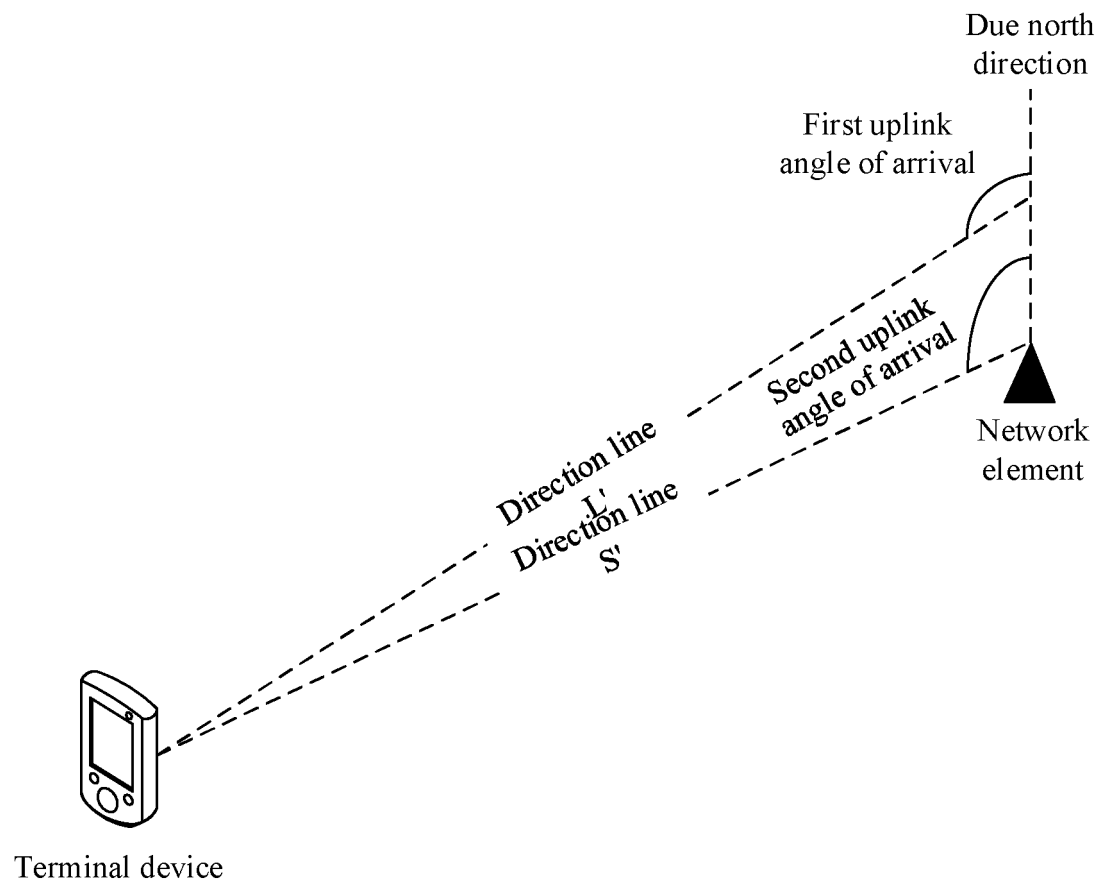 Due north
direction
First uplink
angle of arrival
Second uplink
angle of arrival
Direction line
L'
Direction line
S'
Network
element
Terminal device